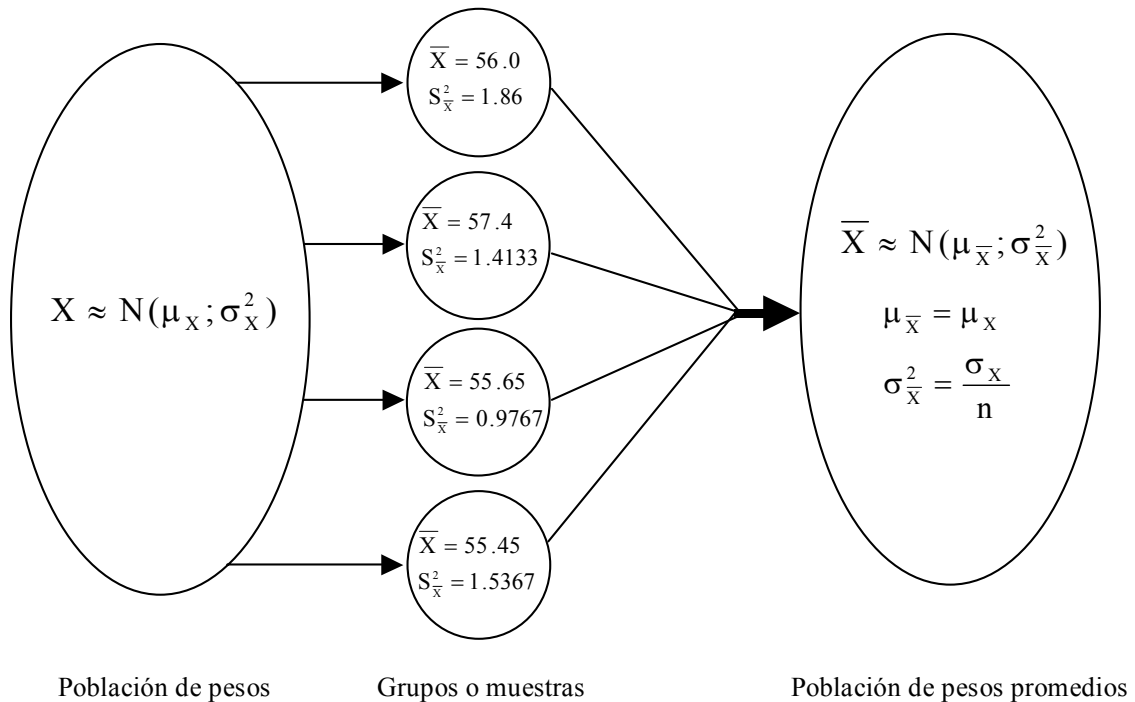 X ≈ N(μ_X; σ²_X)
X̅ = 56.0
S²_X̅ = 1.86
X̅ = 57.4
S²_X̅ = 1.4133
X̅ = 55.65
S²_X̅ = 0.9767
X̅ = 55.45
S²_X̅ = 1.5367
X̅ ≈ N(μ_X̅; σ²_X̅)
μ_X̅ = μ_X
σ²_X̅ = σ_X / n
Población de pesos
Grupos o muestras
Población de pesos promedios